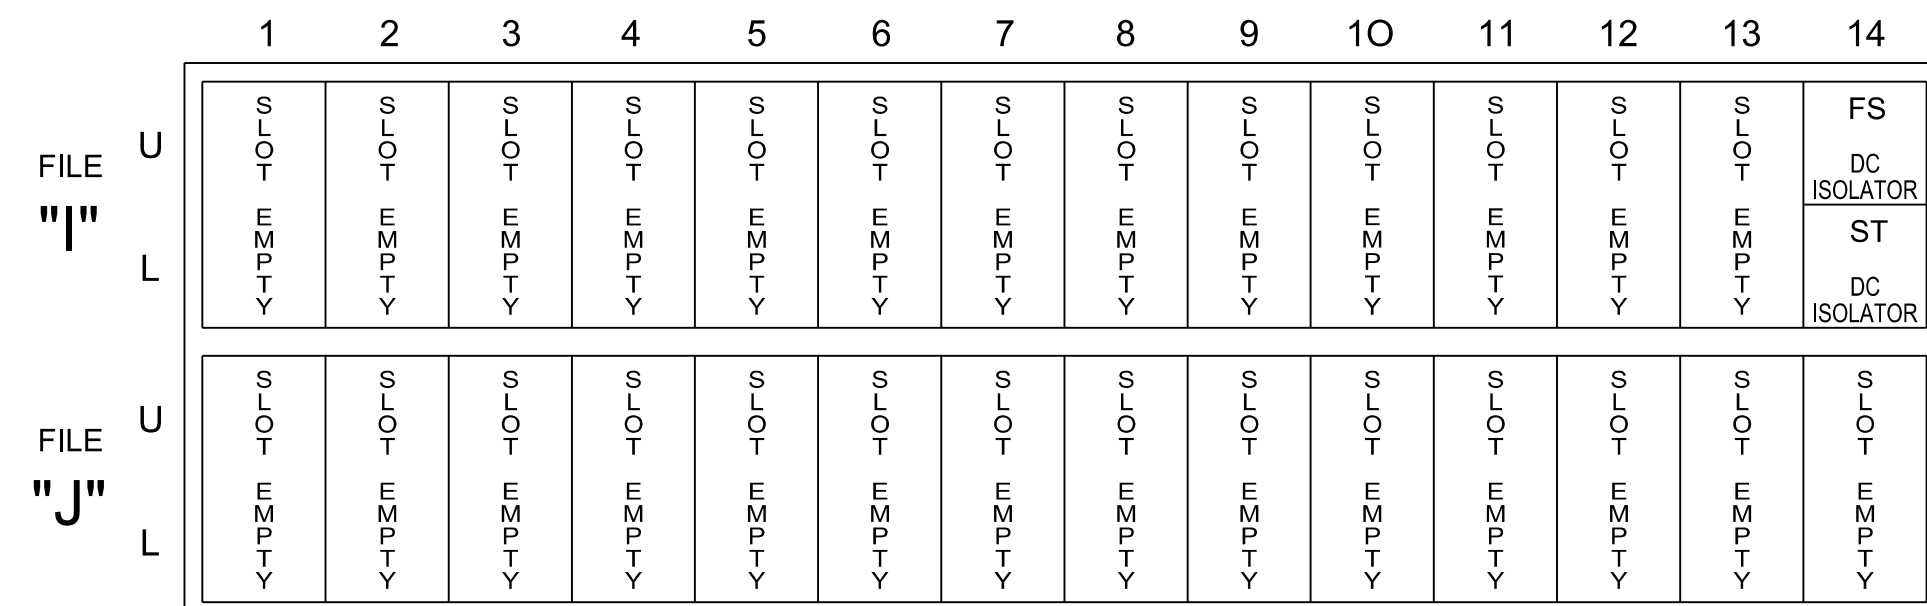 1 2 3 4 5 6 7 8 9 10 11 12 13 14
FILE "I"
U
L
SLOT EMPTY SLOT EMPTY SLOT EMPTY SLOT EMPTY SLOT EMPTY SLOT EMPTY SLOT EMPTY SLOT EMPTY SLOT EMPTY SLOT EMPTY SLOT EMPTY SLOT EMPTY SLOT EMPTY
FS
DC
ISOLATOR
ST
DC
ISOLATOR
FILE "J"
U
L
SLOT EMPTY SLOT EMPTY SLOT EMPTY SLOT EMPTY SLOT EMPTY SLOT EMPTY SLOT EMPTY SLOT EMPTY SLOT EMPTY SLOT EMPTY SLOT EMPTY SLOT EMPTY SLOT EMPTY SLOT EMPTY